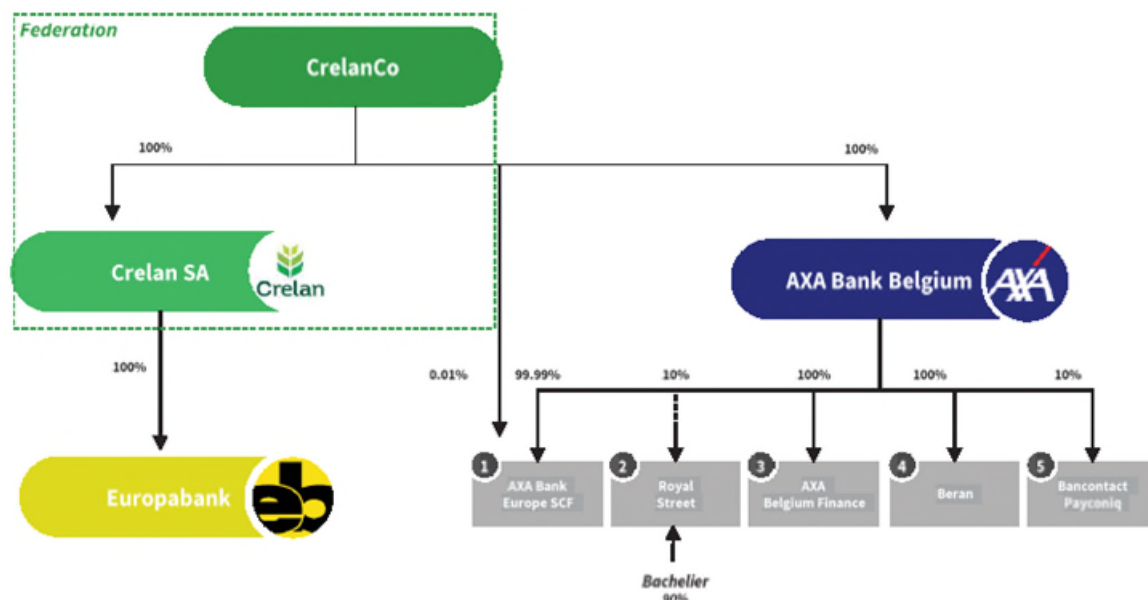 Federation
CrelanCo
100%
100%
Crelan SA
Crelan
AXA Bank Belgium
AXA
100%
0.01%
99.99%
10%
100%
100%
10%
Europabank
eb
1
AXA Bank
Europe SCF
2
Royal
Street
3
AXA
Belgium Finance
4
Beran
5
Bancontact
Payconiq
Bachelier
90%